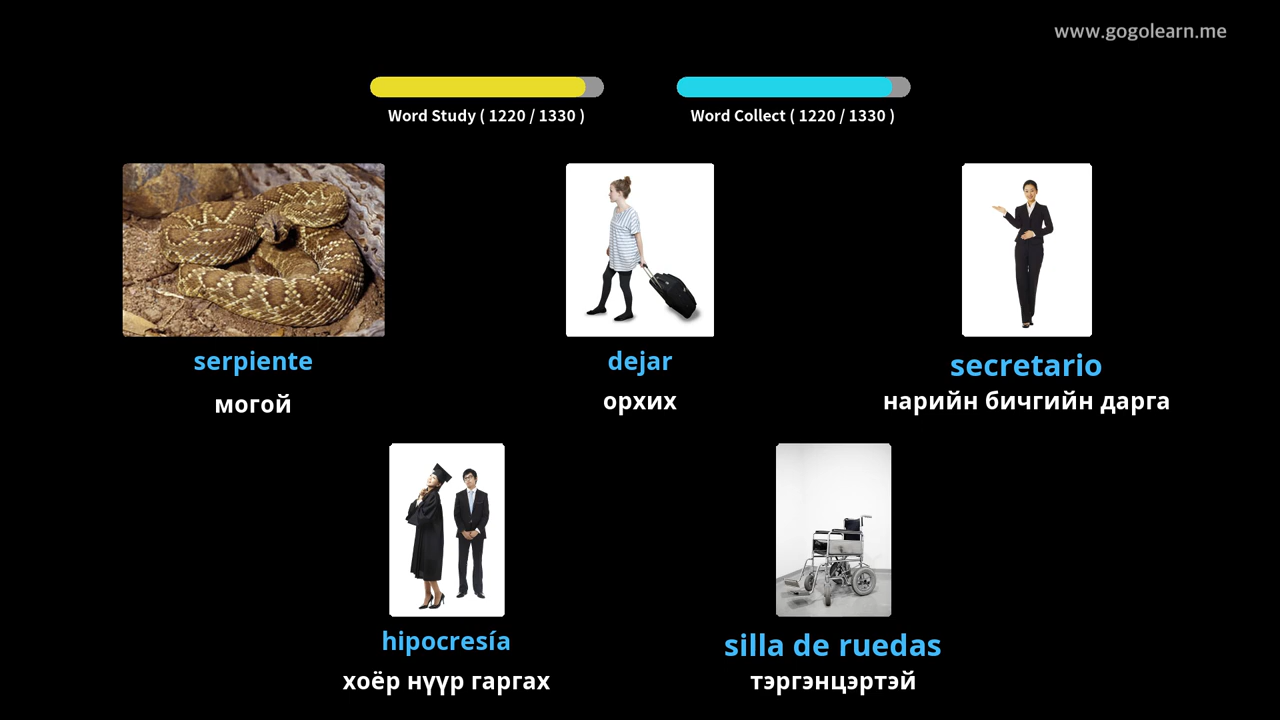 www.gogolearn.me
Word Study ( 1220 / 1330 )
Word Collect ( 1220 / 1330 )
serpiente
dejar
secretario
могой
орхих
нарийн бичгийн дарга
hipocresía
silla de ruedas
хоёр нүүр гаргах
тэргэнцэртэй